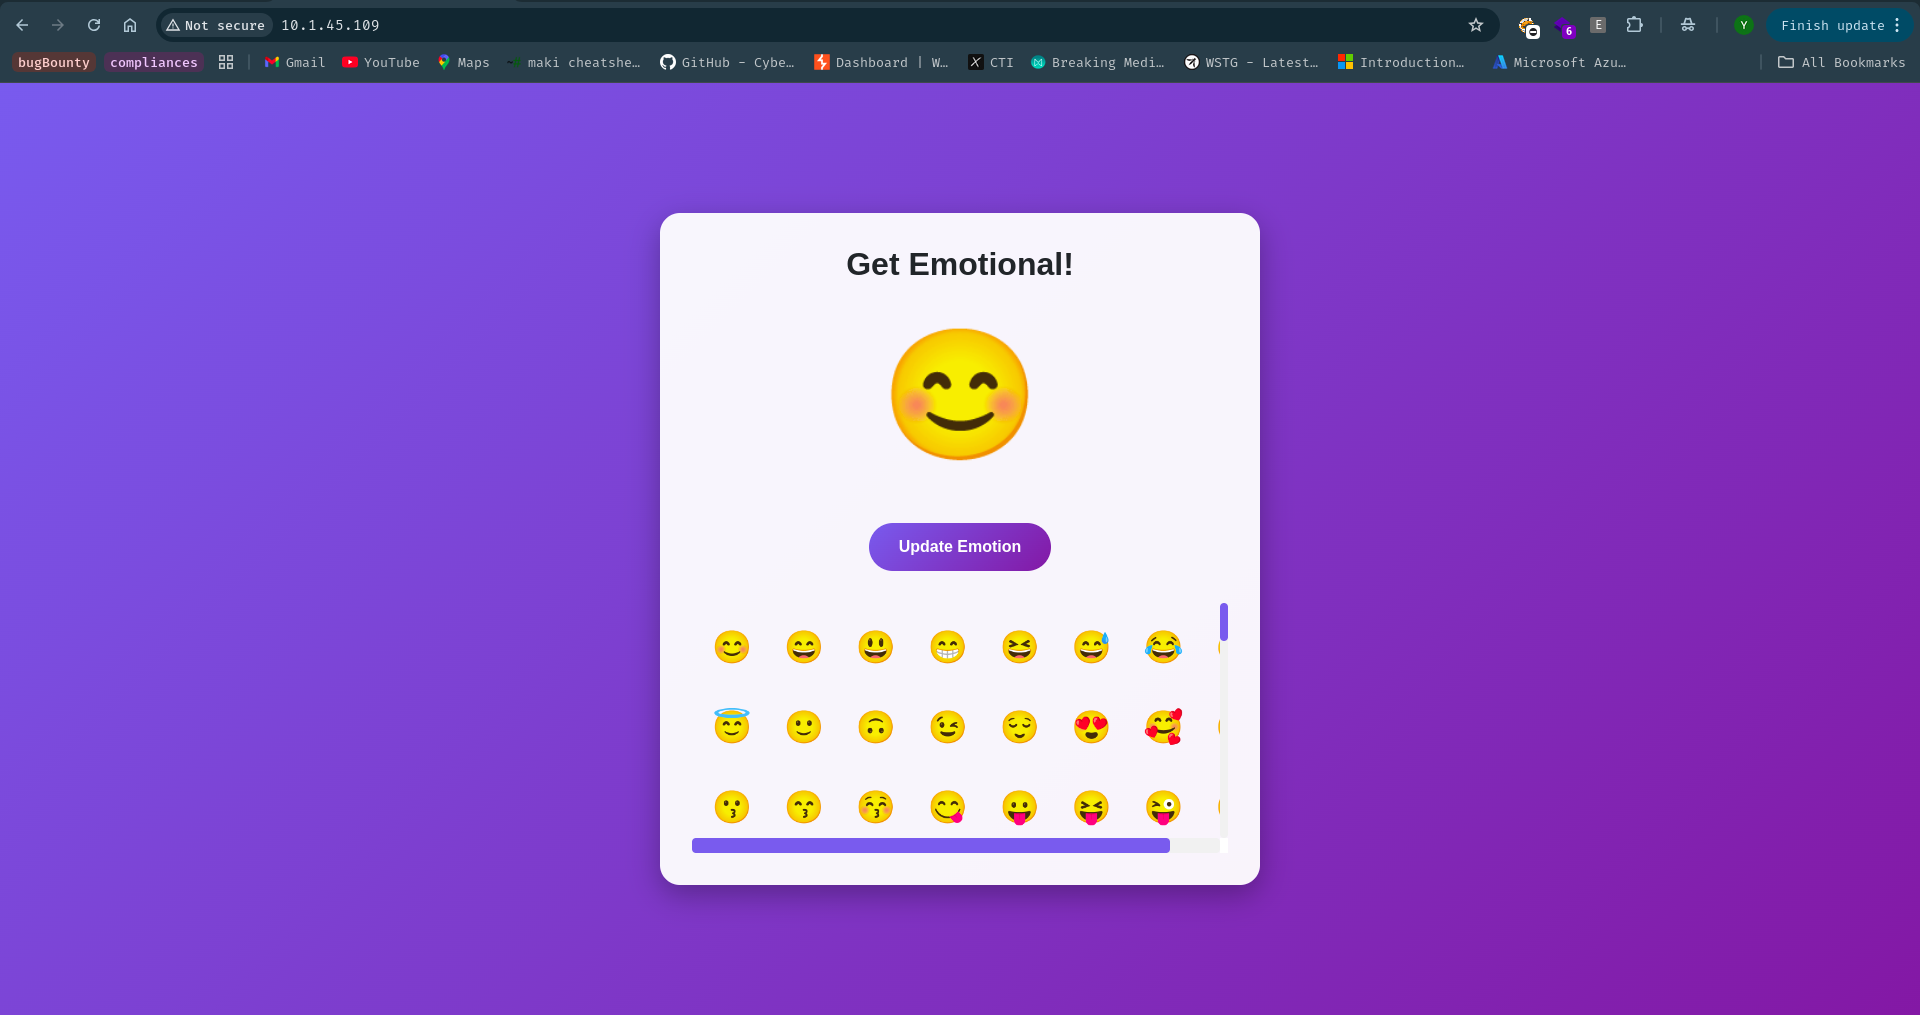 Not secure 10.1.45.109 6 E Y Finish update
bugBounty compliances Gmail YouTube Maps maki cheatshe… GitHub – Cybe… Dashboard | W… CTI Breaking Medi… WSTG – Latest… Introduction… Microsoft Azu… All Bookmarks
Get Emotional!
Update Emotion